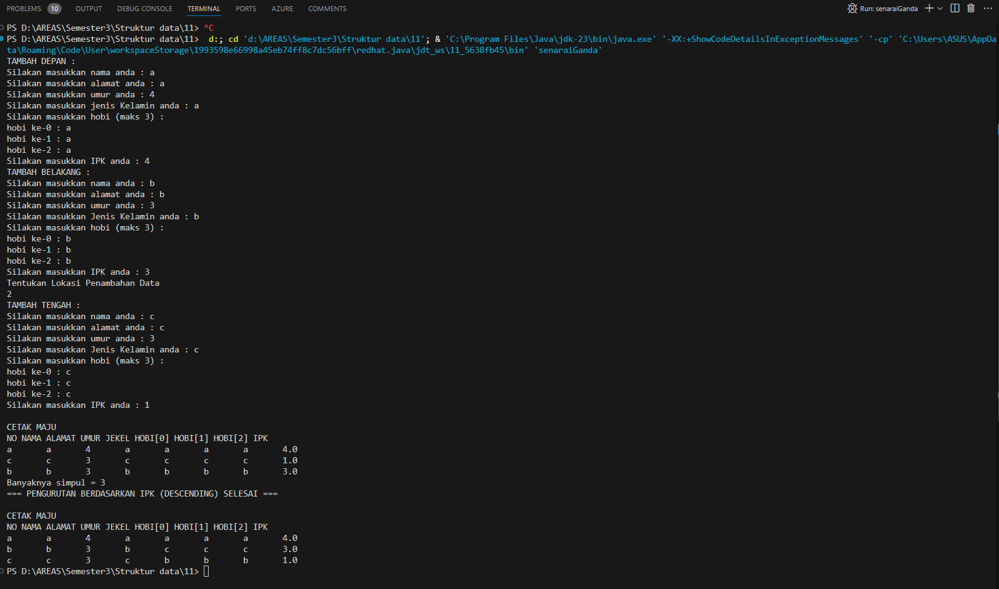 PROBLEMS 10 OUTPUT DEBUG CONSOLE TERMINAL PORTS AZURE COMMENTS Run: senaraiGanda
PS D:\AREAS\Semester3\Struktur data\11> ^C
PS D:\AREAS\Semester3\Struktur data\11>  d:; cd 'd:\AREAS\Semester3\Struktur data\11'; & 'C:\Program Files\Java\jdk-23\bin\java.exe' '-XX:+ShowCodeDetailsInExceptionMessages' '-cp' 'C:\Users\ASUS\AppDa
ta\Roaming\Code\User\workspaceStorage\1993598e66998a45eb74ff8c7dc56bff\redhat.java\jdt_ws\11_5638fb45\bin' 'senaraiGanda'
TAMBAH DEPAN :
Silakan masukkan nama anda : a
Silakan masukkan alamat anda : a
Silakan masukkan umur anda : 4
Silakan masukkan jenis Kelamin anda : a
Silakan masukkan hobi (maks 3) :
hobi ke-0 : a
hobi ke-1 : a
hobi ke-2 : a
Silakan masukkan IPK anda : 4
TAMBAH BELAKANG :
Silakan masukkan nama anda : b
Silakan masukkan alamat anda : b
Silakan masukkan umur anda : 3
Silakan masukkan Jenis Kelamin anda : b
Silakan masukkan hobi (maks 3) :
hobi ke-0 : b
hobi ke-1 : b
hobi ke-2 : b
Silakan masukkan IPK anda : 3
Tentukan Lokasi Penambahan Data
2
TAMBAH TENGAH :
Silakan masukkan nama anda : c
Silakan masukkan alamat anda : c
Silakan masukkan umur anda : 3
Silakan masukkan Jenis Kelamin anda : c
Silakan masukkan hobi (maks 3) :
hobi ke-0 : c
hobi ke-1 : c
hobi ke-2 : c
Silakan masukkan IPK anda : 1
CETAK MAJU
NO NAMA ALAMAT UMUR JEKEL HOBI[0] HOBI[1] HOBI[2] IPK
a a 4 a a a a 4.0
c c 3 c c c c 1.0
b b 3 b b b b 3.0
Banyaknya simpul = 3
=== PENGURUTAN BERDASARKAN IPK (DESCENDING) SELESAI ===
CETAK MAJU
NO NAMA ALAMAT UMUR JEKEL HOBI[0] HOBI[1] HOBI[2] IPK
a a 4 a a a a 4.0
b b 3 b c c c 3.0
c c 3 c b b b 1.0
PS D:\AREAS\Semester3\Struktur data\11>